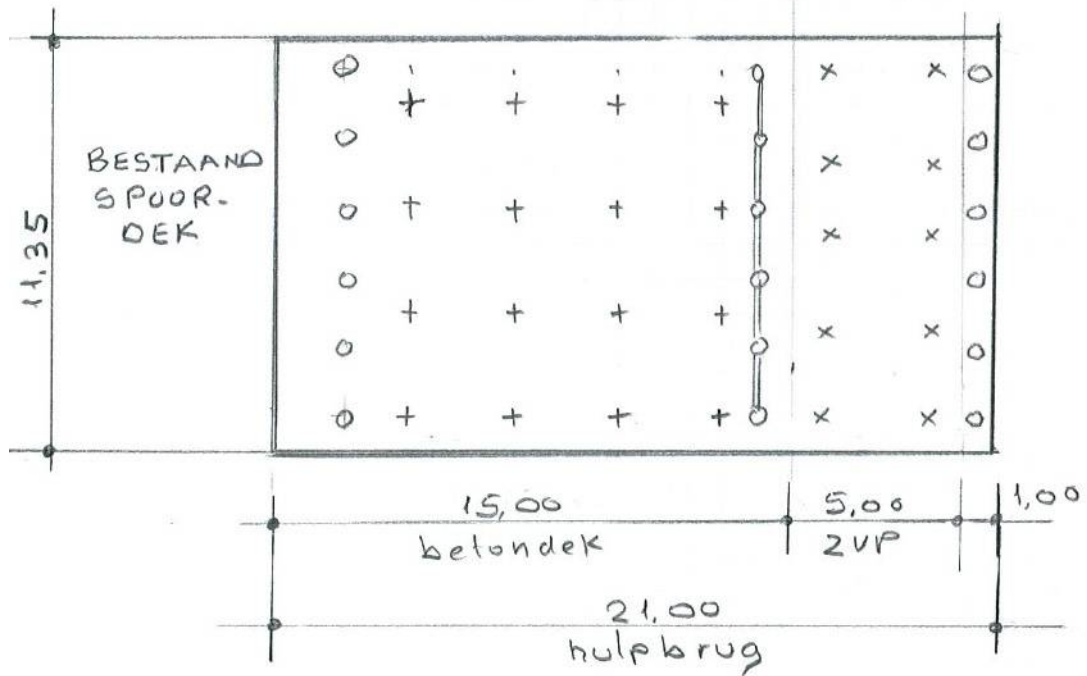 BESTAAND
SPOOR-
DEK
11,35
15,00
betondek
5,00
ZVP
1,00
21,00
hulpbrug